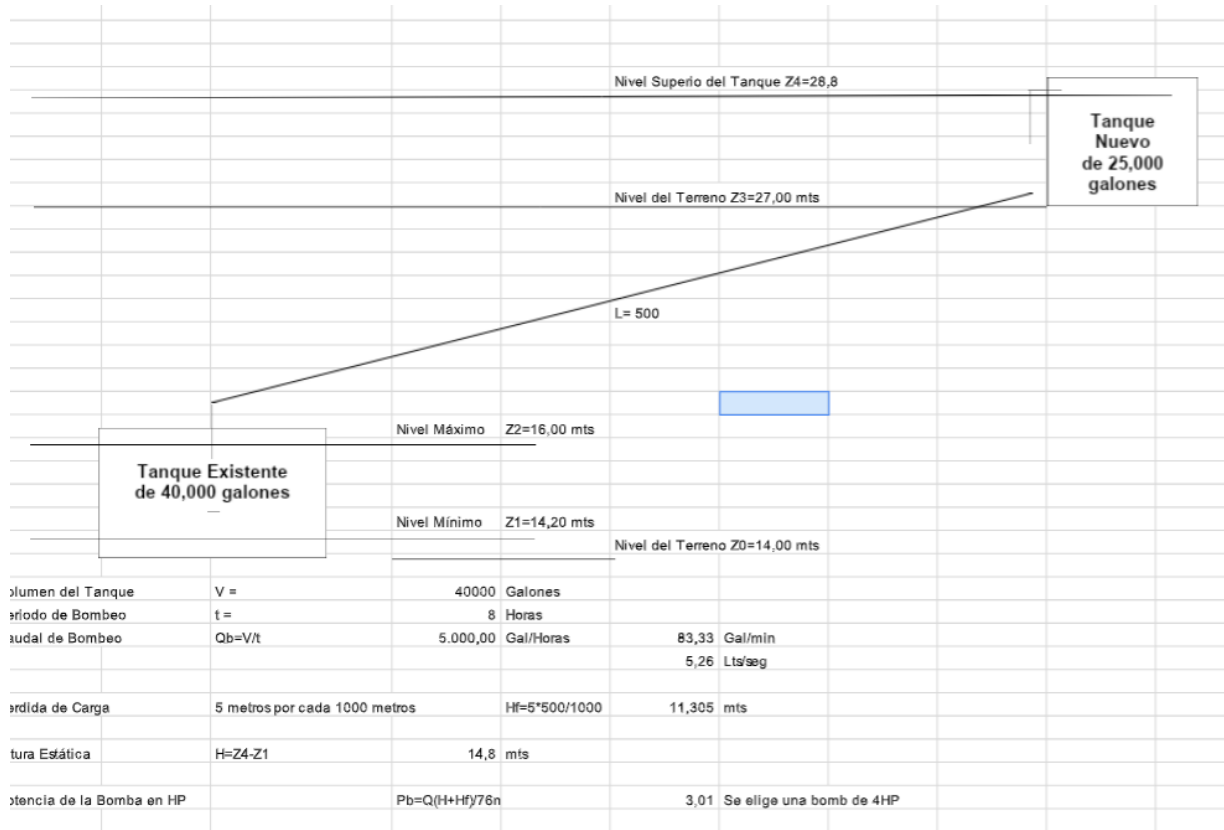 Nivel Superio del Tanque Z4=28,8
Tanque
Nuevo
de 25,000
galones
Nivel del Terreno Z3=27,00 mts
L= 500
Nivel Máximo Z2=16,00 mts
Tanque Existente
de 40,000 galones
Nivel Mínimo Z1=14,20 mts
Nivel del Terreno Z0=14,00 mts
olumen del Tanque V = 40000 Galones
eriodo de Bombeo t = 8 Horas
audal de Bombeo Qb=V/t 5.000,00 Gal/Horas 83,33 Gal/min
5,26 Lts/seg
erdida de Carga 5 metros por cada 1000 metros Hf=5*500/1000 11,305 mts
tura Estática H=Z4-Z1 14,8 mts
otencia de la Bomba en HP Pb=Q(H+Hf)/76n 3,01 Se elige una bomb de 4HP